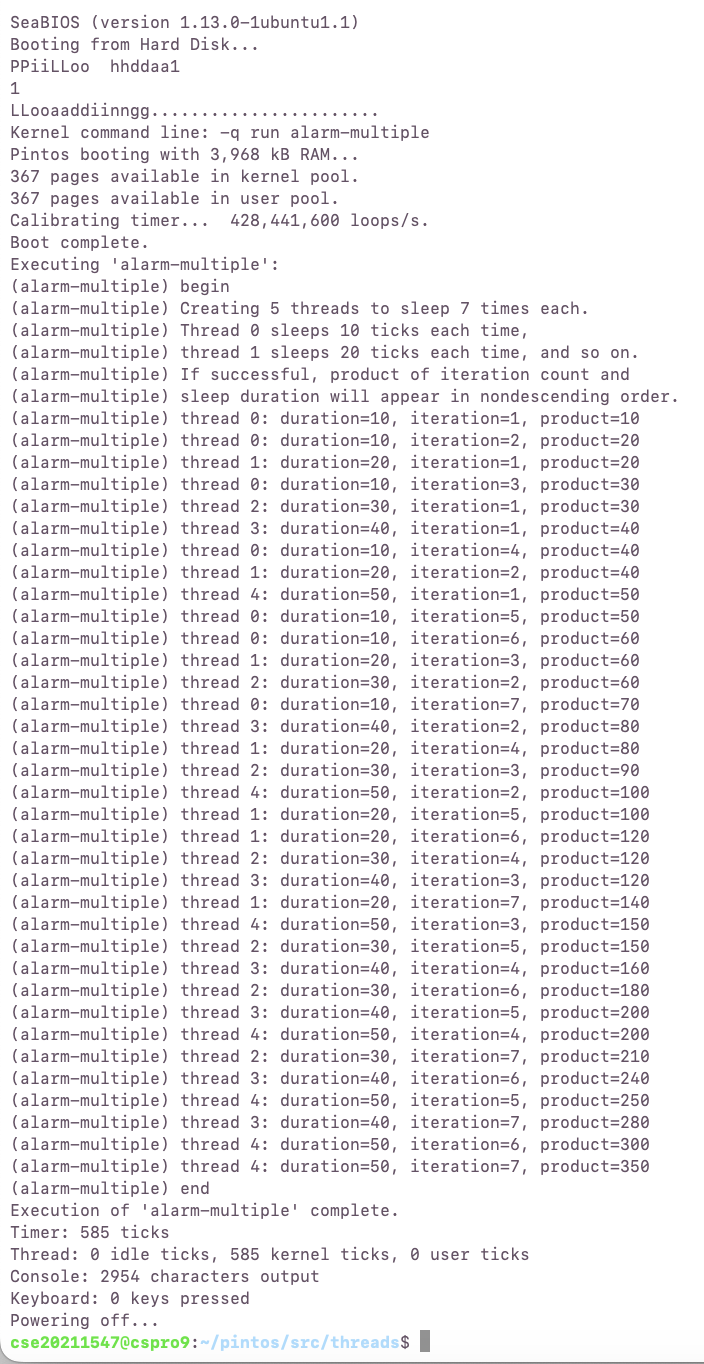 SeaBIOS (version 1.13.0-1ubuntu1.1)
Booting from Hard Disk...
PPiiLLoo  hhddaa1
1
LLooaaddiinngg.......................
Kernel command line: -q run alarm-multiple
Pintos booting with 3,968 kB RAM...
367 pages available in kernel pool.
367 pages available in user pool.
Calibrating timer...  428,441,600 loops/s.
Boot complete.
Executing 'alarm-multiple':
(alarm-multiple) begin
(alarm-multiple) Creating 5 threads to sleep 7 times each.
(alarm-multiple) Thread 0 sleeps 10 ticks each time,
(alarm-multiple) thread 1 sleeps 20 ticks each time, and so on.
(alarm-multiple) If successful, product of iteration count and
(alarm-multiple) sleep duration will appear in nondescending order.
(alarm-multiple) thread 0: duration=10, iteration=1, product=10
(alarm-multiple) thread 0: duration=10, iteration=2, product=20
(alarm-multiple) thread 1: duration=20, iteration=1, product=20
(alarm-multiple) thread 0: duration=10, iteration=3, product=30
(alarm-multiple) thread 2: duration=30, iteration=1, product=30
(alarm-multiple) thread 3: duration=40, iteration=1, product=40
(alarm-multiple) thread 0: duration=10, iteration=4, product=40
(alarm-multiple) thread 1: duration=20, iteration=2, product=40
(alarm-multiple) thread 4: duration=50, iteration=1, product=50
(alarm-multiple) thread 0: duration=10, iteration=5, product=50
(alarm-multiple) thread 0: duration=10, iteration=6, product=60
(alarm-multiple) thread 1: duration=20, iteration=3, product=60
(alarm-multiple) thread 2: duration=30, iteration=2, product=60
(alarm-multiple) thread 0: duration=10, iteration=7, product=70
(alarm-multiple) thread 3: duration=40, iteration=2, product=80
(alarm-multiple) thread 1: duration=20, iteration=4, product=80
(alarm-multiple) thread 2: duration=30, iteration=3, product=90
(alarm-multiple) thread 4: duration=50, iteration=2, product=100
(alarm-multiple) thread 1: duration=20, iteration=5, product=100
(alarm-multiple) thread 1: duration=20, iteration=6, product=120
(alarm-multiple) thread 2: duration=30, iteration=4, product=120
(alarm-multiple) thread 3: duration=40, iteration=3, product=120
(alarm-multiple) thread 1: duration=20, iteration=7, product=140
(alarm-multiple) thread 4: duration=50, iteration=3, product=150
(alarm-multiple) thread 2: duration=30, iteration=5, product=150
(alarm-multiple) thread 3: duration=40, iteration=4, product=160
(alarm-multiple) thread 2: duration=30, iteration=6, product=180
(alarm-multiple) thread 3: duration=40, iteration=5, product=200
(alarm-multiple) thread 4: duration=50, iteration=4, product=200
(alarm-multiple) thread 2: duration=30, iteration=7, product=210
(alarm-multiple) thread 3: duration=40, iteration=6, product=240
(alarm-multiple) thread 4: duration=50, iteration=5, product=250
(alarm-multiple) thread 3: duration=40, iteration=7, product=280
(alarm-multiple) thread 4: duration=50, iteration=6, product=300
(alarm-multiple) thread 4: duration=50, iteration=7, product=350
(alarm-multiple) end
Execution of 'alarm-multiple' complete.
Timer: 585 ticks
Thread: 0 idle ticks, 585 kernel ticks, 0 user ticks
Console: 2954 characters output
Keyboard: 0 keys pressed
Powering off...
cse20211547@cspro9:~/pintos/src/threads$